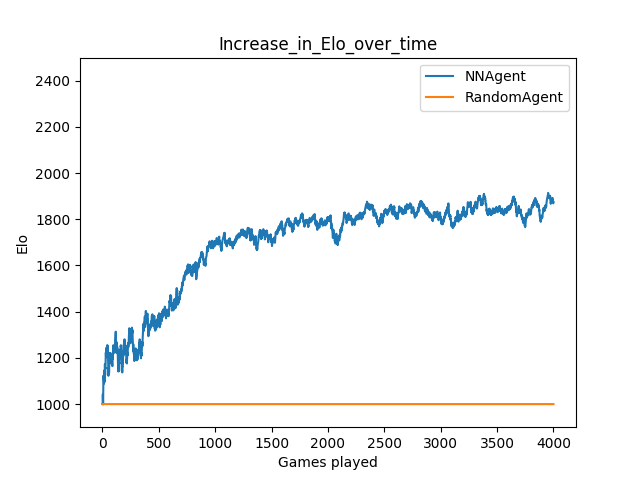 Increase_in_Elo_over_time
NNAgent
RandomAgent
Elo
2400
2200
2000
1800
1600
1400
1200
1000
0 500 1000 1500 2000 2500 3000 3500 4000
Games played